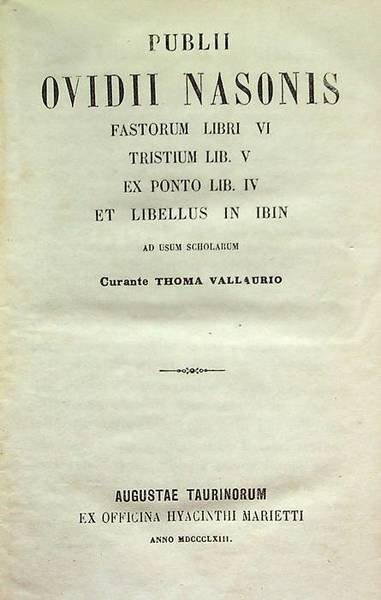 PUBLII
OVIDII NASONIS
FASTORUM LIBRI VI
TRISTIUM LIB. V
EX PONTO LIB. IV
ET LIBELLUS IN IBIN
AD USUM SCHOLARUM
Curante THOMA VALLAURIO
AUGUSTAE TAURINORUM
EX OFFICINA HYACINTHI MARIETTI
ANNO MDCCCLXIII.